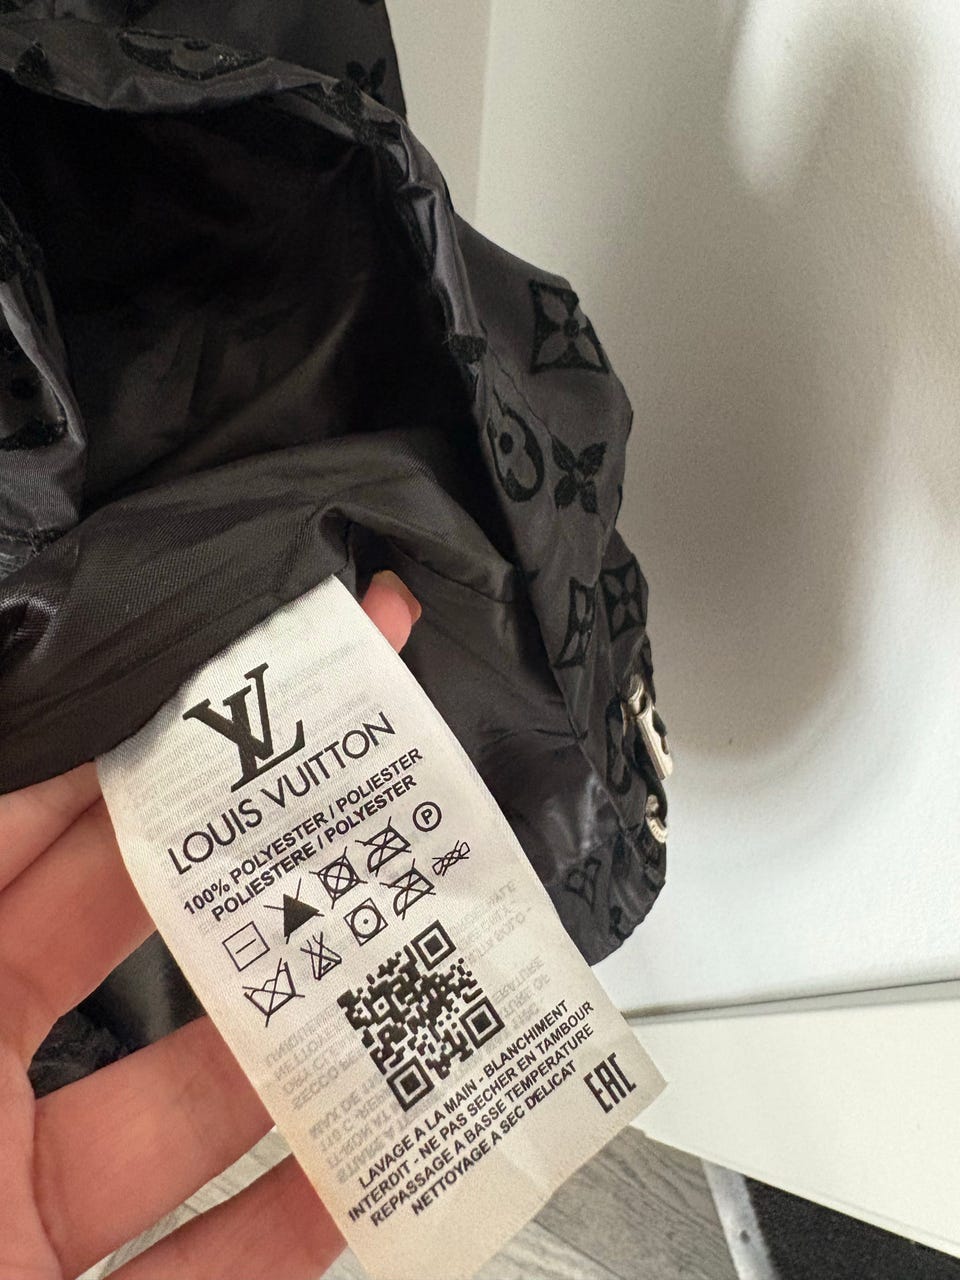 LV
LOUIS VUITTON
100% POLYESTER / POLIESTER
POLIESTERE / POLYESTER
P
LAVAGE A LA MAIN - BLANCHIMENT
INTERDIT - NE PAS SECHER EN TAMBOUR
REPASSAGE A BASSE TEMPERATURE
NETTOYAGE A SEC DELICAT
EAC